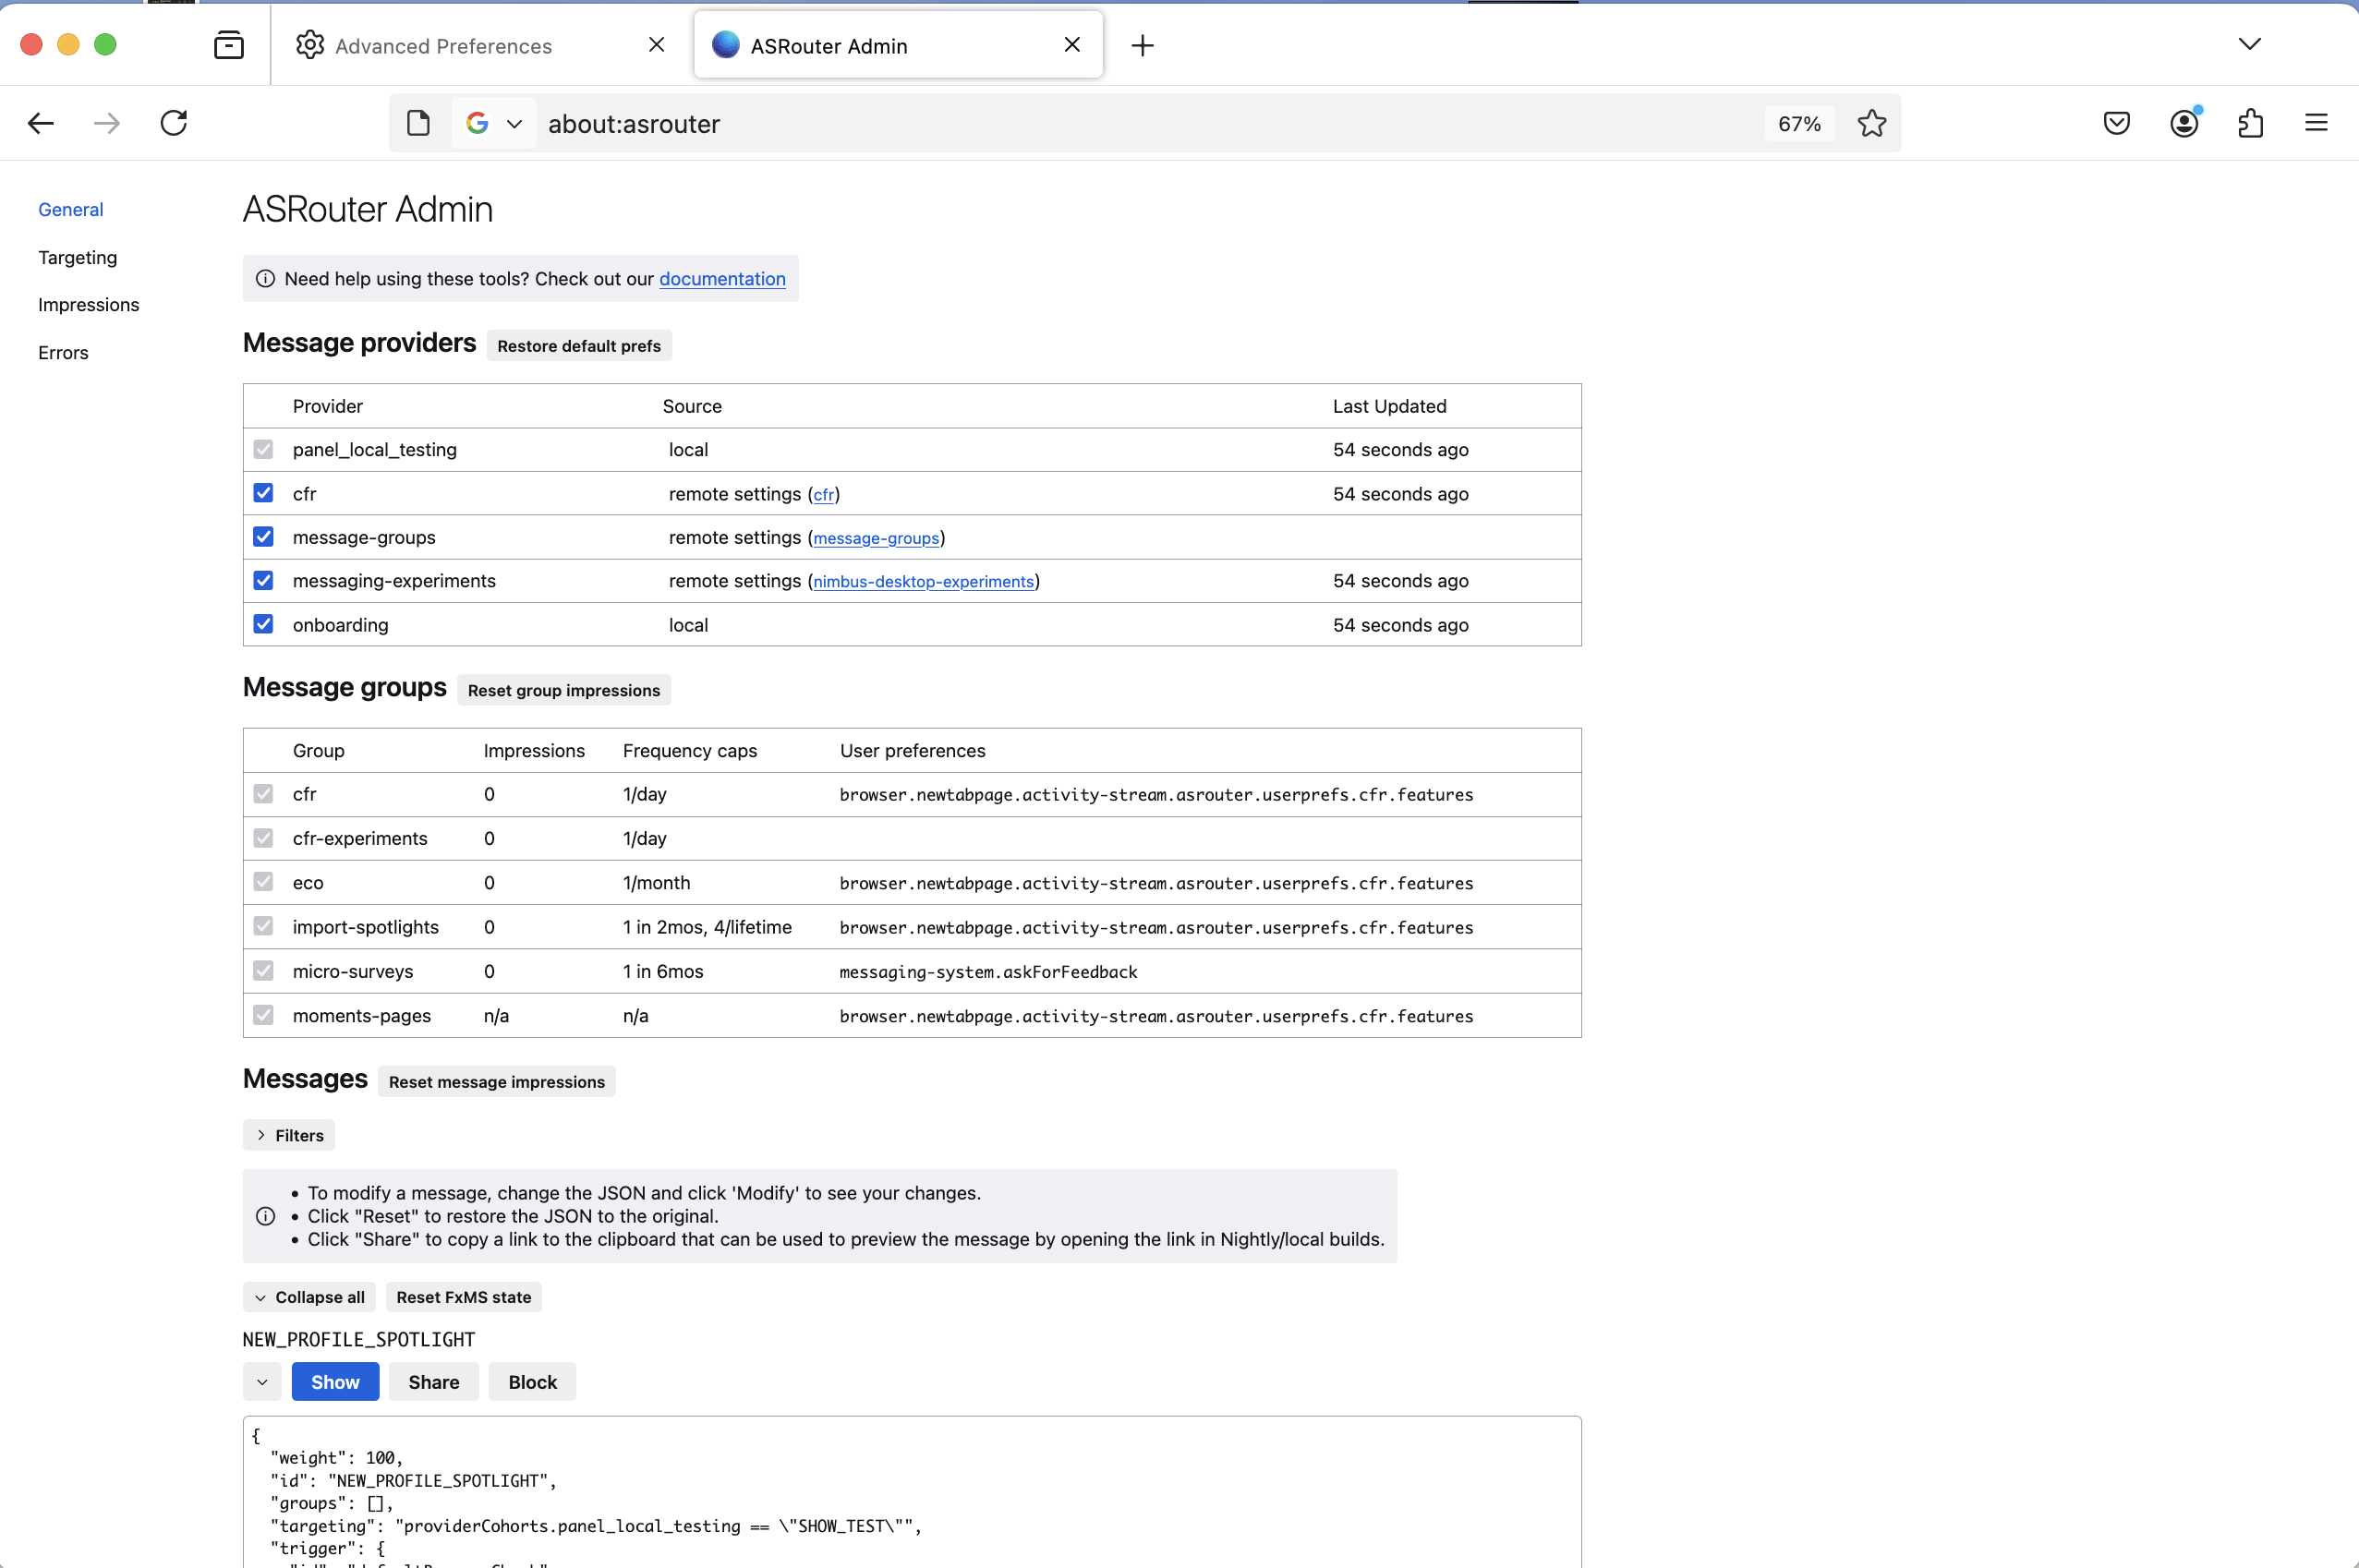 Advanced Preferences
ASRouter Admin
about:asrouter
67%
General
Targeting
Impressions
Errors
ASRouter Admin
Need help using these tools? Check out our documentation
Message providers Restore default prefs
Provider Source Last Updated
panel_local_testing local 54 seconds ago
cfr remote settings (cfr) 54 seconds ago
message-groups remote settings (message-groups)
messaging-experiments remote settings (nimbus-desktop-experiments) 54 seconds ago
onboarding local 54 seconds ago
Message groups Reset group impressions
Group Impressions Frequency caps User preferences
cfr 0 1/day browser.newtabpage.activity-stream.asrouter.userprefs.cfr.features
cfr-experiments 0 1/day
eco 0 1/month browser.newtabpage.activity-stream.asrouter.userprefs.cfr.features
import-spotlights 0 1 in 2mos, 4/lifetime browser.newtabpage.activity-stream.asrouter.userprefs.cfr.features
micro-surveys 0 1 in 6mos messaging-system.askForFeedback
moments-pages n/a n/a browser.newtabpage.activity-stream.asrouter.userprefs.cfr.features
Messages Reset message impressions
Filters
• To modify a message, change the JSON and click 'Modify' to see your changes.
• Click "Reset" to restore the JSON to the original.
• Click "Share" to copy a link to the clipboard that can be used to preview the message by opening the link in Nightly/local builds.
Collapse all Reset FxMS state
NEW_PROFILE_SPOTLIGHT
Show Share Block
{
"weight": 100,
"id": "NEW_PROFILE_SPOTLIGHT",
"groups": [],
"targeting": "providerCohorts.panel_local_testing == \"SHOW_TEST\"",
"trigger": {